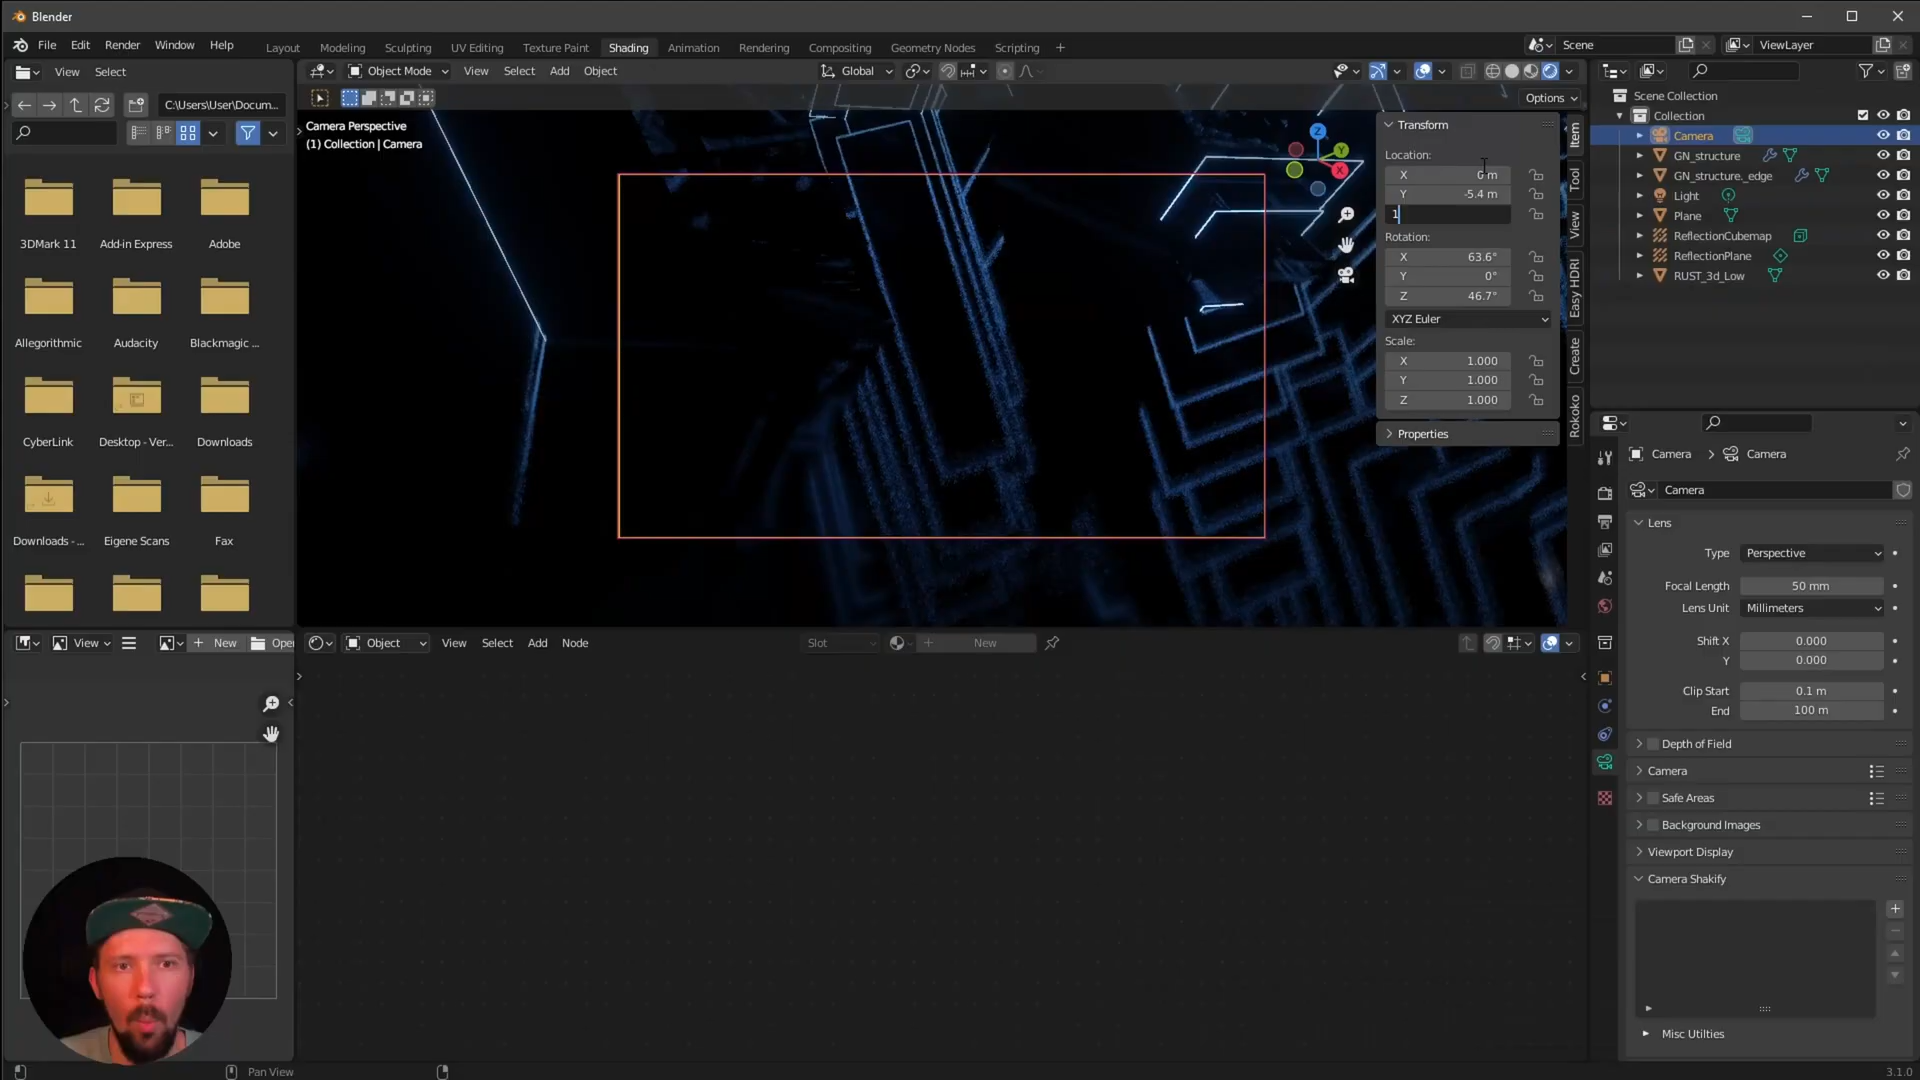 Blender
File Edit Render Window Help
Layout Modeling Sculpting UV Editing Texture Paint Shading Animation Rendering Compositing Geometry Nodes Scripting +
Scene
ViewLayer
View Select
Object Mode View Select Add Object
Global
C:\Users\User\Docum...
Options
3DMark 11 Add-in Express Adobe
Allegorithmic Audacity Blackmagic ...
CyberLink Desktop - Ver... Downloads
Downloads - ... Eigene Scans Fax
Camera Perspective
(1) Collection | Camera
Z
Y
X
Transform
Location:
X 0 m
Y -5.4 m
1
Rotation:
X 63.6°
Y 0°
Z 46.7°
XYZ Euler
Scale:
X 1.000
Y 1.000
Z 1.000
Properties
Item
Tool
View
Easy HDRI
Create
Rokoko
Scene Collection
Collection
Camera
GN_structure
GN_structure._edge
Light
Plane
ReflectionCubemap
ReflectionPlane
RUST_3d_Low
Camera > Camera
Camera
Lens
Type Perspective
Focal Length 50 mm
Lens Unit Millimeters
Shift X 0.000
Y 0.000
Clip Start 0.1 m
End 100 m
Depth of Field
Camera
Safe Areas
Background Images
Viewport Display
Camera Shakify
Misc Utilties
View + New Open
Object View Select Add Node
Slot + New
Pan View
3.1.0